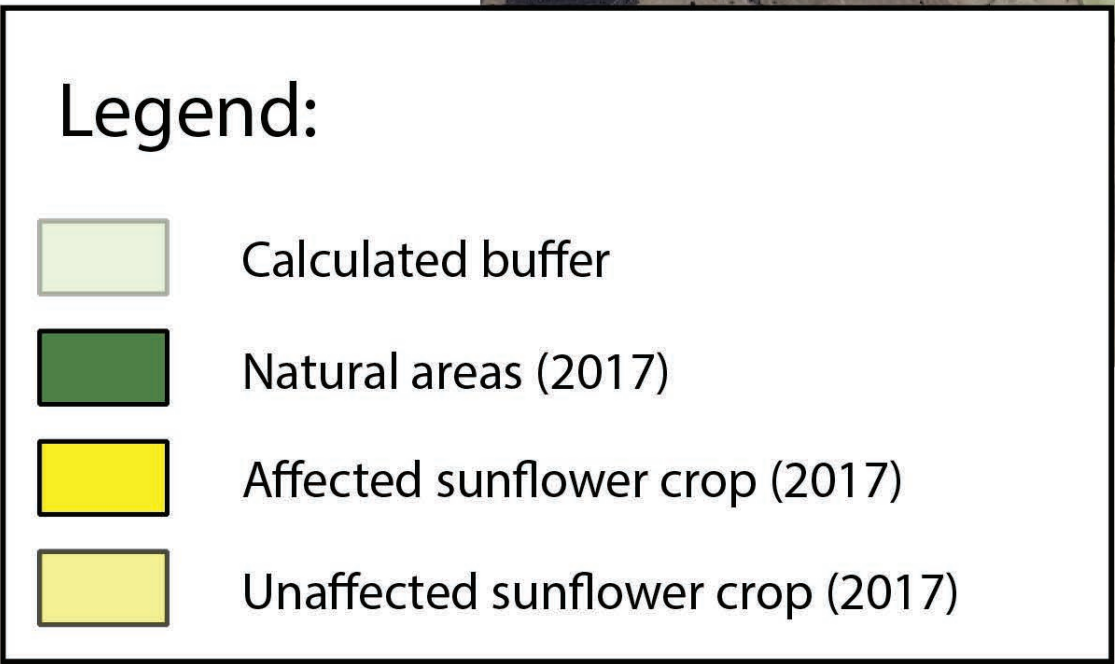 Legend:
Calculated buffer
Natural areas (2017)
Affected sunflower crop (2017)
Unaffected sunflower crop (2017)